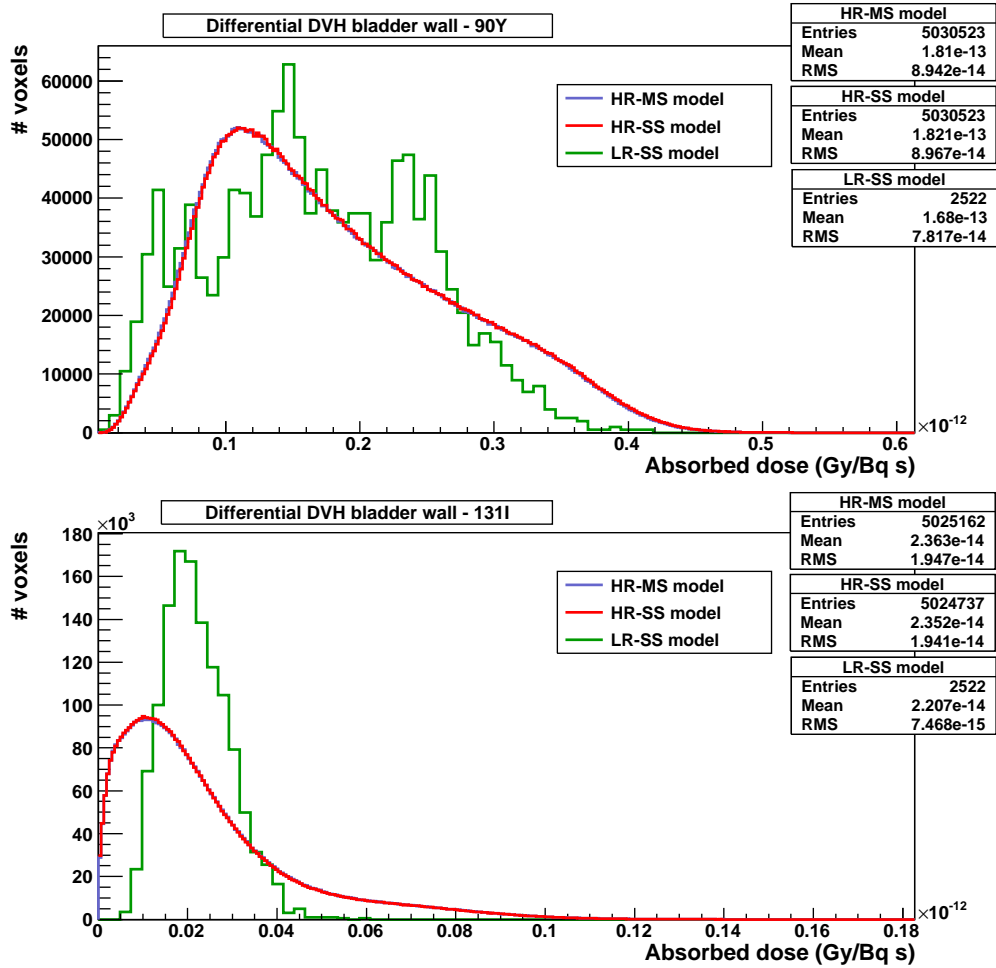 Differential DVH bladder wall - 90Y
# voxels
60000
50000
40000
30000
20000
10000
0
0.1
0.2
0.3
0.4
0.5
0.6
×10-12
Absorbed dose (Gy/Bq s)
HR-MS model
HR-SS model
LR-SS model
HR-MS model
Entries 5030523
Mean 1.81e-13
RMS 8.942e-14
HR-SS model
Entries 5030523
Mean 1.821e-13
RMS 8.967e-14
LR-SS model
Entries 2522
Mean 1.68e-13
RMS 7.817e-14
Differential DVH bladder wall - 131I
# voxels
×10³
180
160
140
120
100
80
60
40
20
0
0
0.02
0.04
0.06
0.08
0.1
0.12
0.14
0.16
0.18
×10-12
Absorbed dose (Gy/Bq s)
HR-MS model
HR-SS model
LR-SS model
HR-MS model
Entries 5025162
Mean 2.363e-14
RMS 1.947e-14
HR-SS model
Entries 5024737
Mean 2.352e-14
RMS 1.941e-14
LR-SS model
Entries 2522
Mean 2.207e-14
RMS 7.468e-15